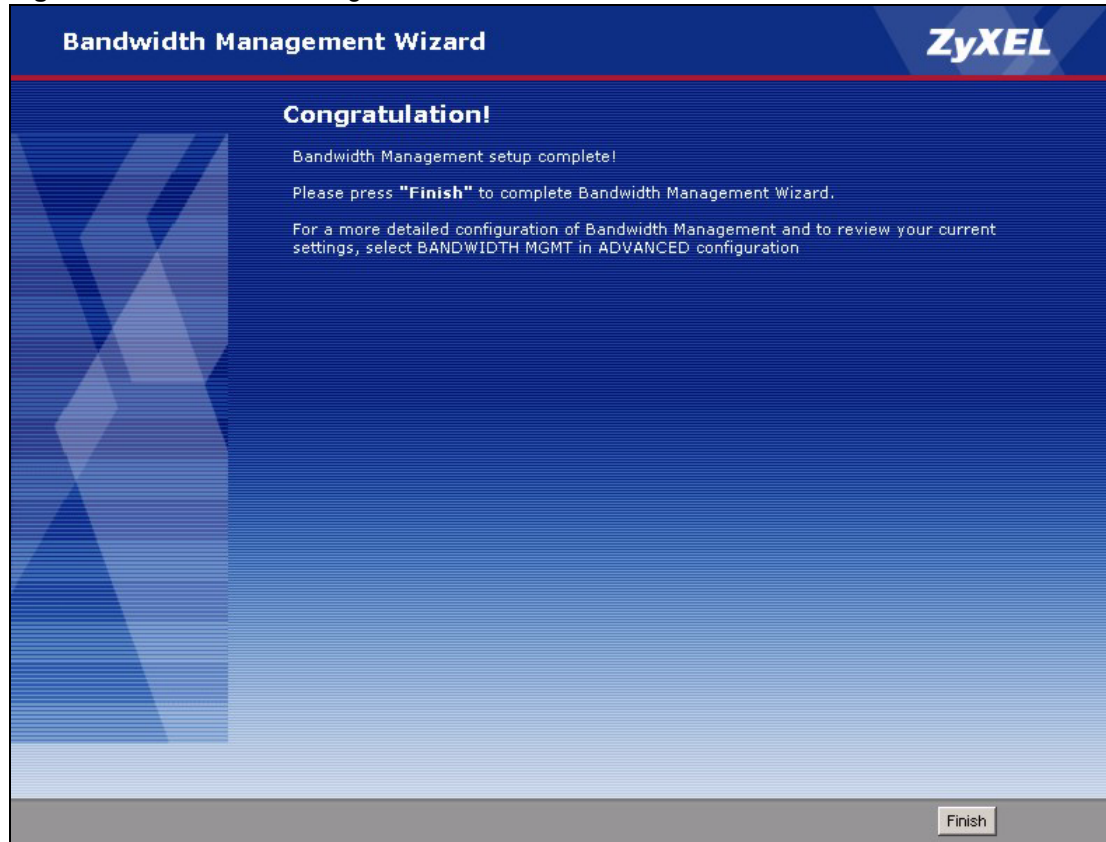 Bandwidth Management Wizard
ZyXEL
Congratulation!
Bandwidth Management setup complete!
Please press "Finish" to complete Bandwidth Management Wizard.
For a more detailed configuration of Bandwidth Management and to review your current
settings, select BANDWIDTH MGMT in ADVANCED configuration
Finish